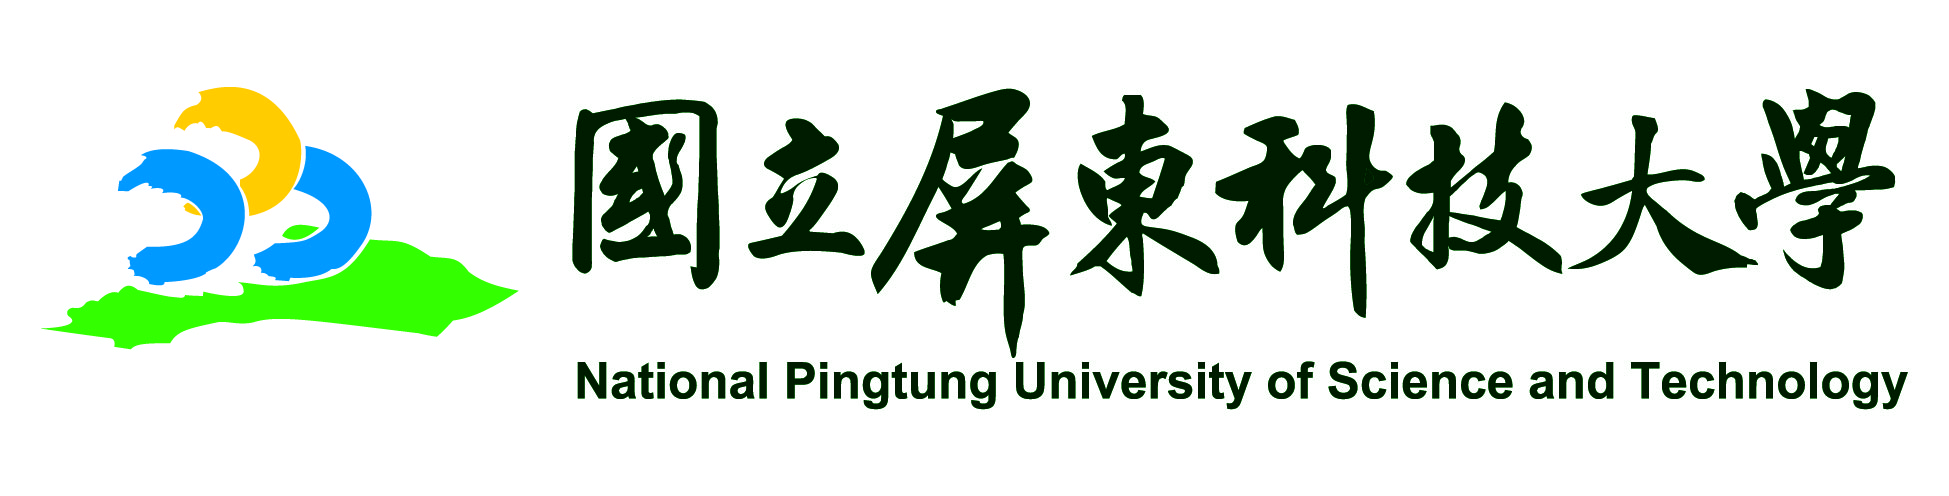 國立屏東科技大學
National Pingtung University of Science and Technology